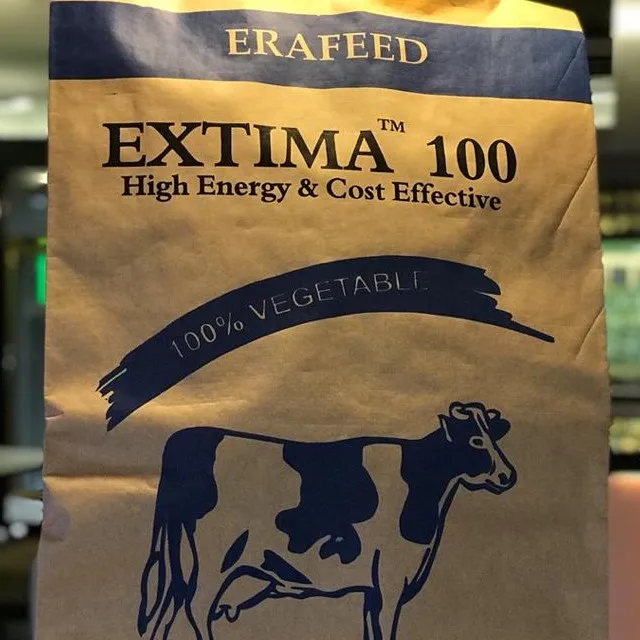 ERAFEED
EXTIMA™ 100
High Energy & Cost Effective
100% VEGETABLE